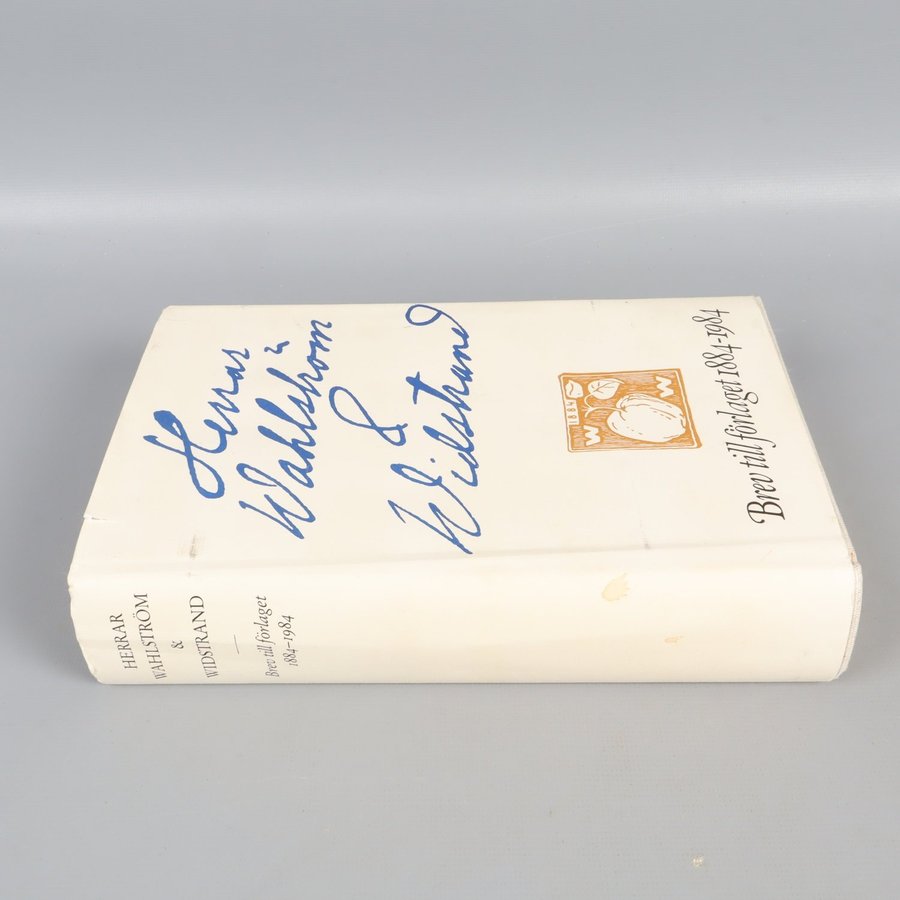 Herrar
Wahlström
&
Widstrand
1884
W W
Brev till förlaget 1884-1984
HERRAR
WAHLSTRÖM
&
WIDSTRAND
Brev till förlaget
1884-1984